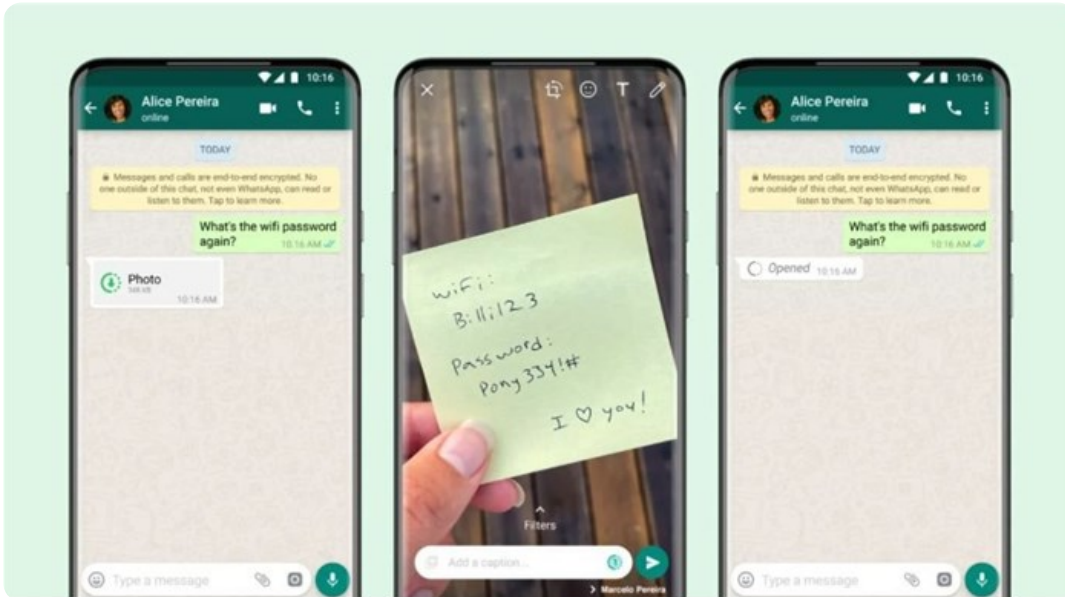 10:16
Alice Pereira
online
TODAY
Messages and calls are end-to-end encrypted. No
one outside of this chat, not even WhatsApp, can read or
listen to them. Tap to learn more.
What's the wifi password
again?
10:16 AM
Photo
148 KB
10:16 AM
Type a message
T
wiFi:
Billi123
Password:
Pony334!#
I ♡ you!
Filters
Add a caption...
1
> Marcelo Pereira
10:16
Alice Pereira
online
TODAY
Messages and calls are end-to-end encrypted. No
one outside of this chat, not even WhatsApp, can read or
listen to them. Tap to learn more.
What's the wifi password
again?
10:16 AM
Opened 10:16 AM
Type a message